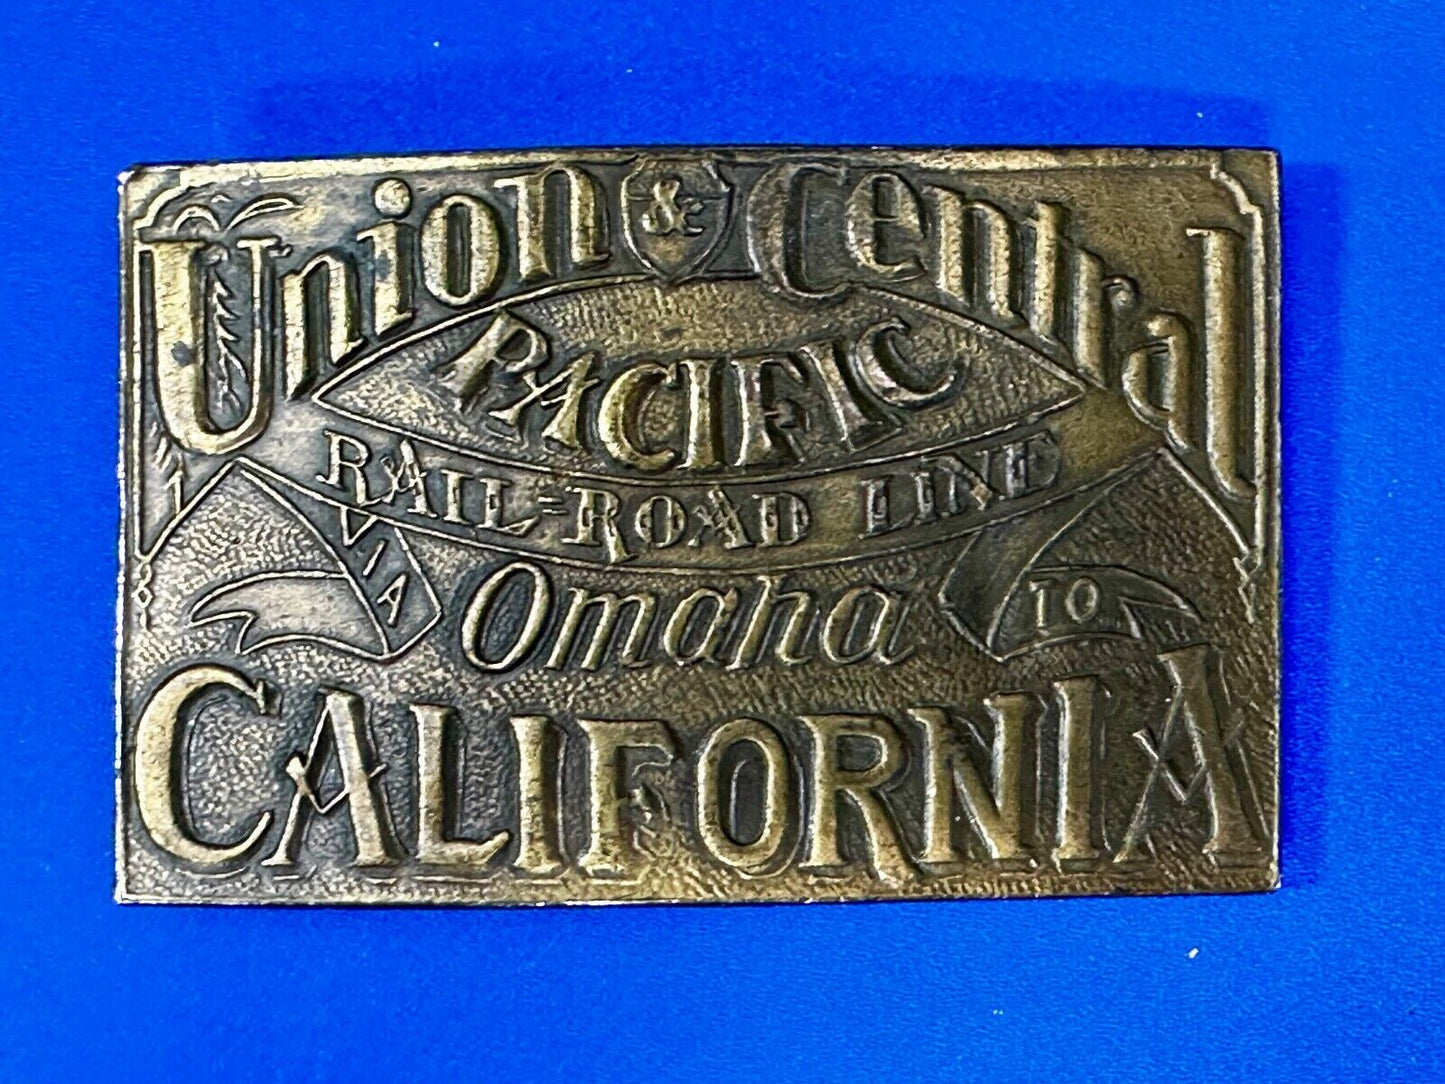 Union & Central
PACIFIC
RAIL-ROAD LINE
VIA Omaha TO
CALIFORNIA